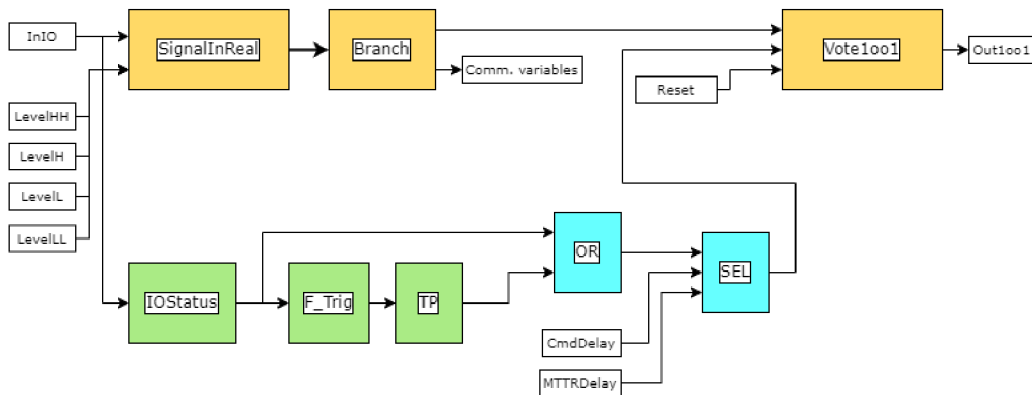 InIO
SignalInReal
Branch
Vote1oo1
Out1oo1
Comm. variables
Reset
LevelHH
LevelH
LevelL
LevelLL
OR
SEL
IOStatus
F_Trig
TP
CmdDelay
MTTRDelay